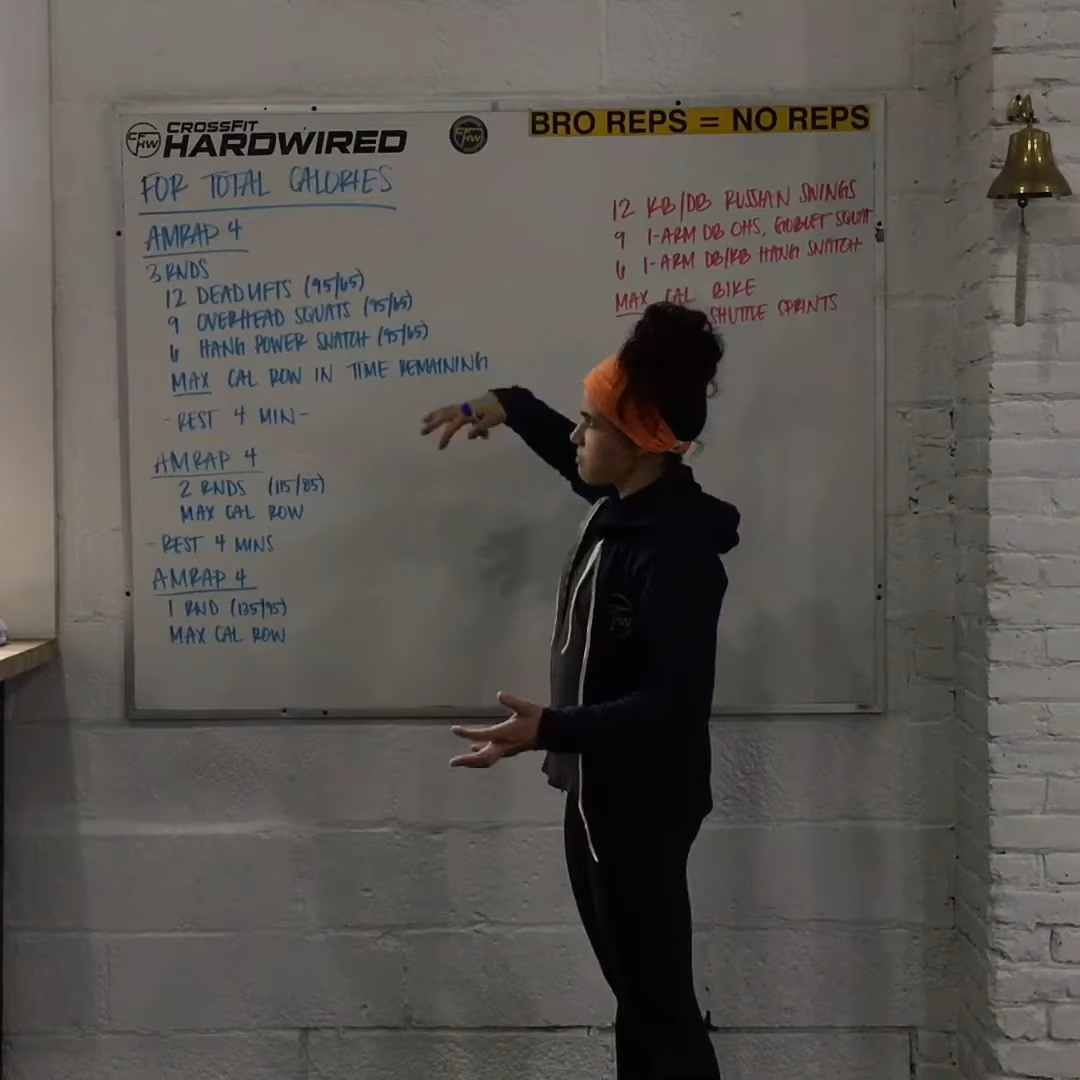 CROSSFIT
HARDWIRED
CFHW
BRO REPS = NO REPS
FOR TOTAL CALORIES
AMRAP 4
3 RNDS
12 DEADLIFTS (95/65)
9 OVERHEAD SQUATS (95/65)
6 HANG POWER SNATCH (95/65)
MAX CAL ROW IN TIME REMAINING
- REST 4 MIN -
AMRAP 4
2 RNDS (115/85)
MAX CAL ROW
- REST 4 MINS
AMRAP 4
1 RND (135/95)
MAX CAL ROW
12 KB/DB RUSSIAN SWINGS
9 1-ARM DB OHS, GOBLET SQUAT
6 1-ARM DB/KB HANG SNATCH
MAX CAL BIKE
SHUTTLE SPRINTS